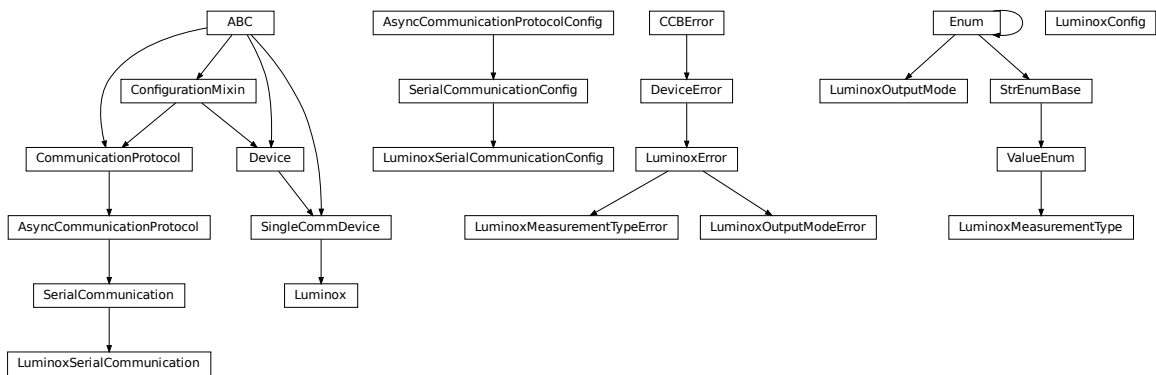 ABC
AsyncCommunicationProtocolConfig
CCBError
Enum
LuminoxConfig
ConfigurationMixin
SerialCommunicationConfig
DeviceError
LuminoxOutputMode
StrEnumBase
CommunicationProtocol
Device
LuminoxSerialCommunicationConfig
LuminoxError
ValueEnum
AsyncCommunicationProtocol
SingleCommDevice
LuminoxMeasurementTypeError
LuminoxOutputModeError
LuminoxMeasurementType
SerialCommunication
Luminox
LuminoxSerialCommunication